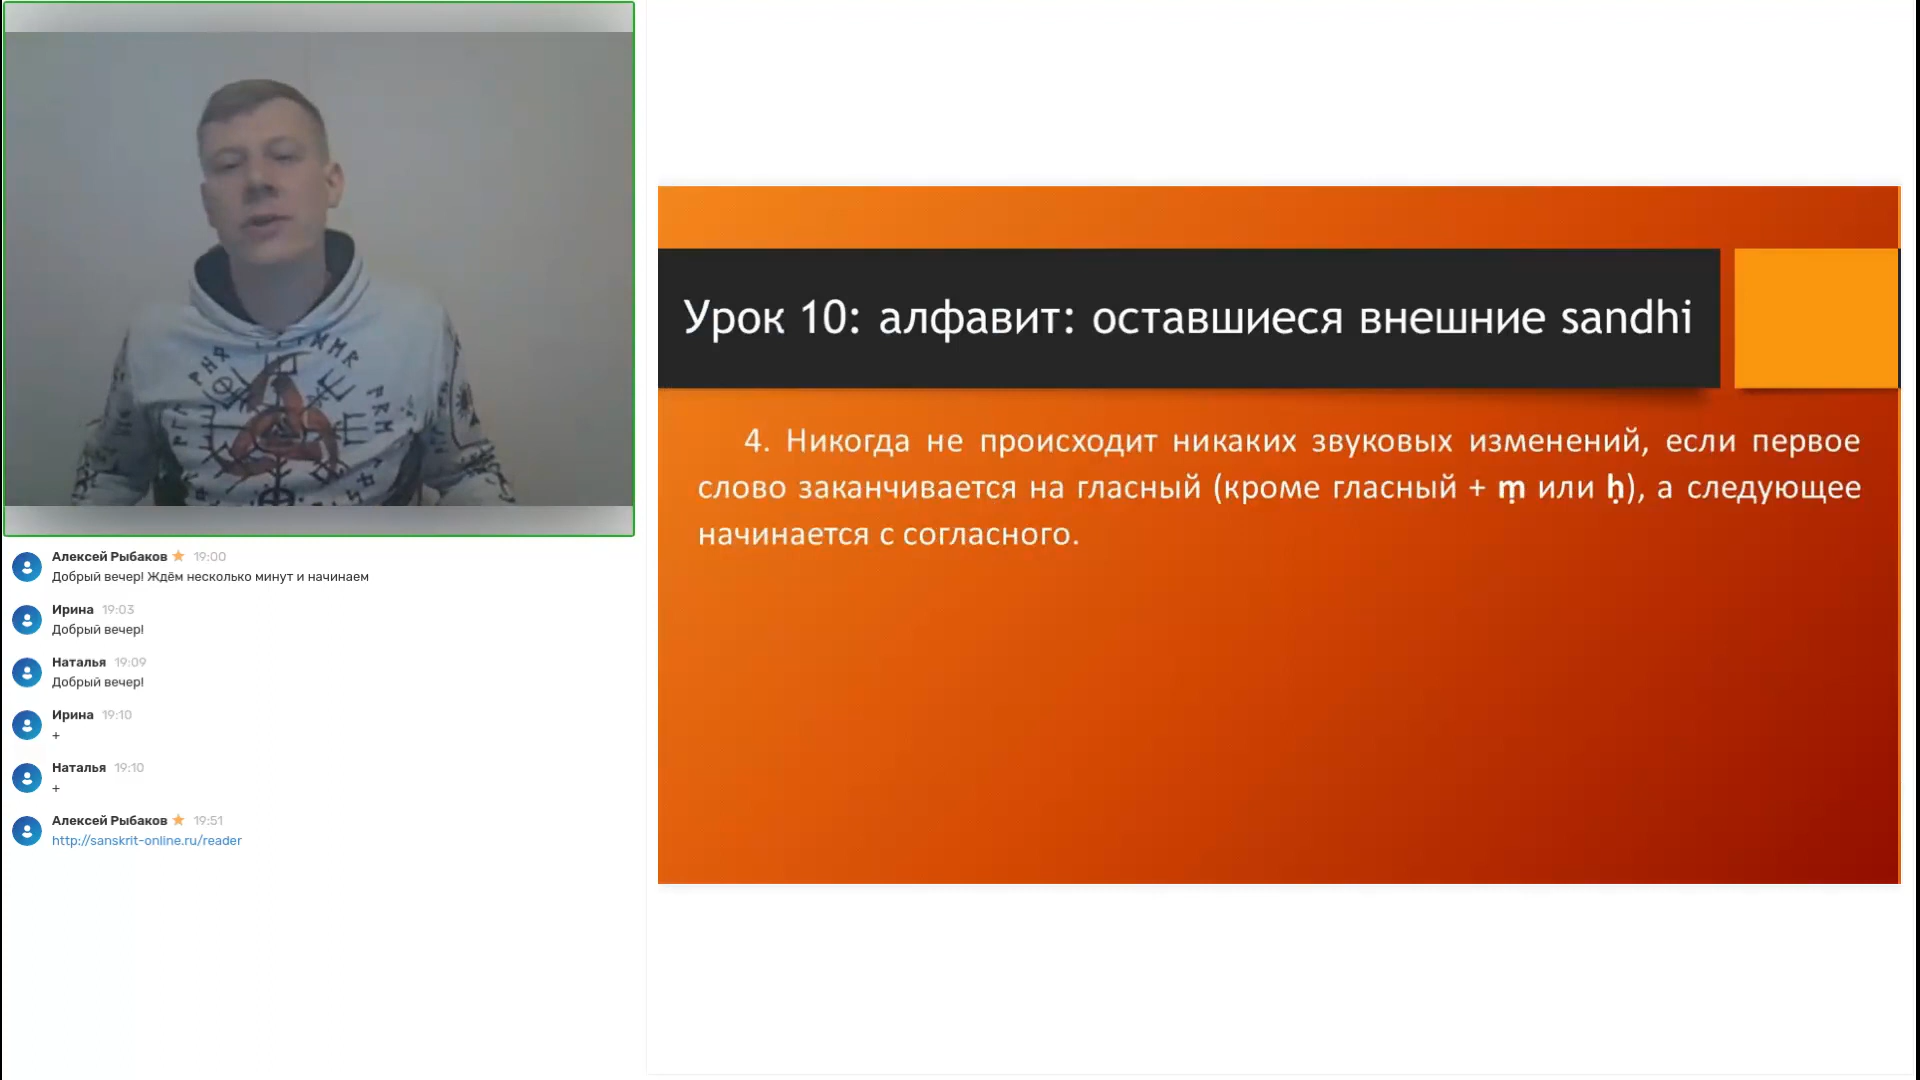 Алексей Рыбаков 19:00
Добрый вечер! Ждём несколько минут и начинаем
Ирина 19:03
Добрый вечер!
Наталья 19:09
Добрый вечер!
Ирина 19:10
+
Наталья 19:10
+
Алексей Рыбаков 19:51
http://sanskrit-online.ru/reader
Урок 10: алфавит: оставшиеся внешние sandhi
4. Никогда не происходит никаких звуковых изменений, если первое
слово заканчивается на гласный (кроме гласный + ṃ или ḥ), а следующее
начинается с согласного.